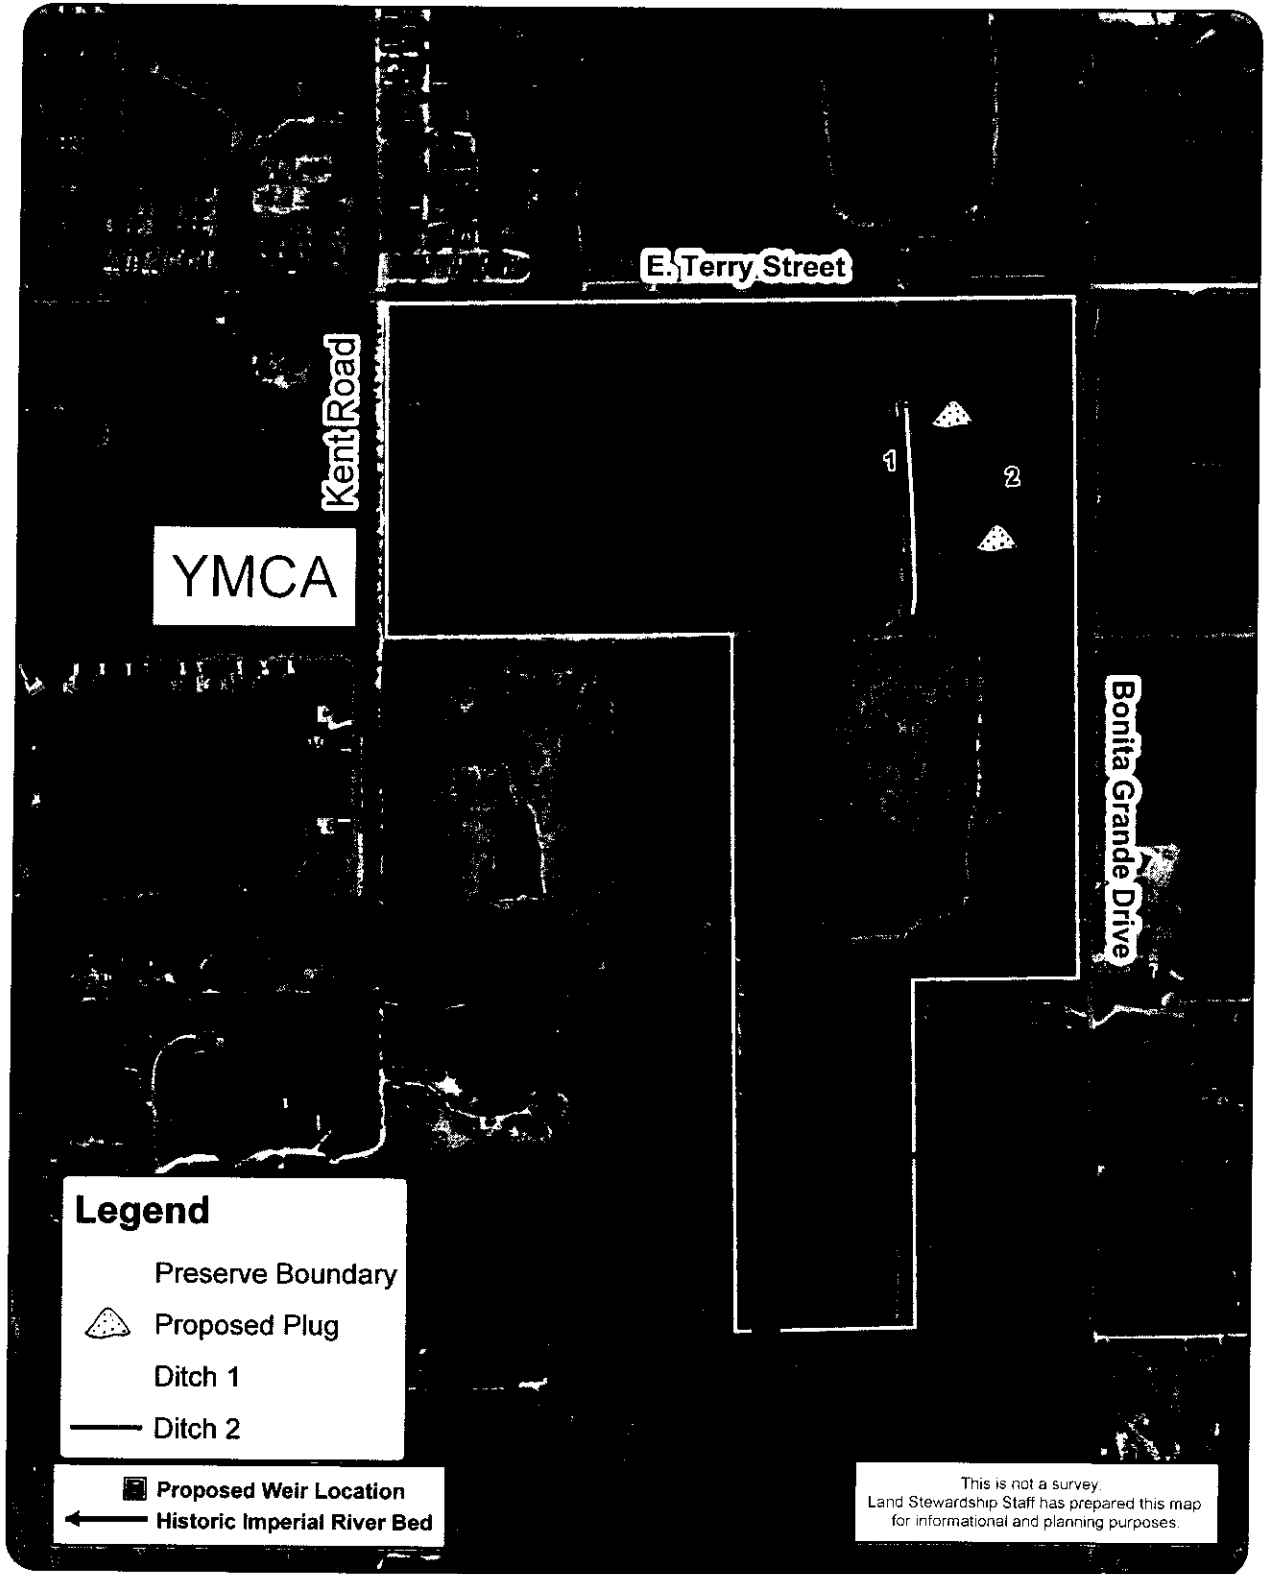 E. Terry Street
Kent Road
1
2
YMCA
Bonita Grande Drive
Legend
Preserve Boundary
Proposed Plug
Ditch 1
Ditch 2
Proposed Weir Location
Historic Imperial River Bed
This is not a survey.
Land Stewardship Staff has prepared this map
for informational and planning purposes.